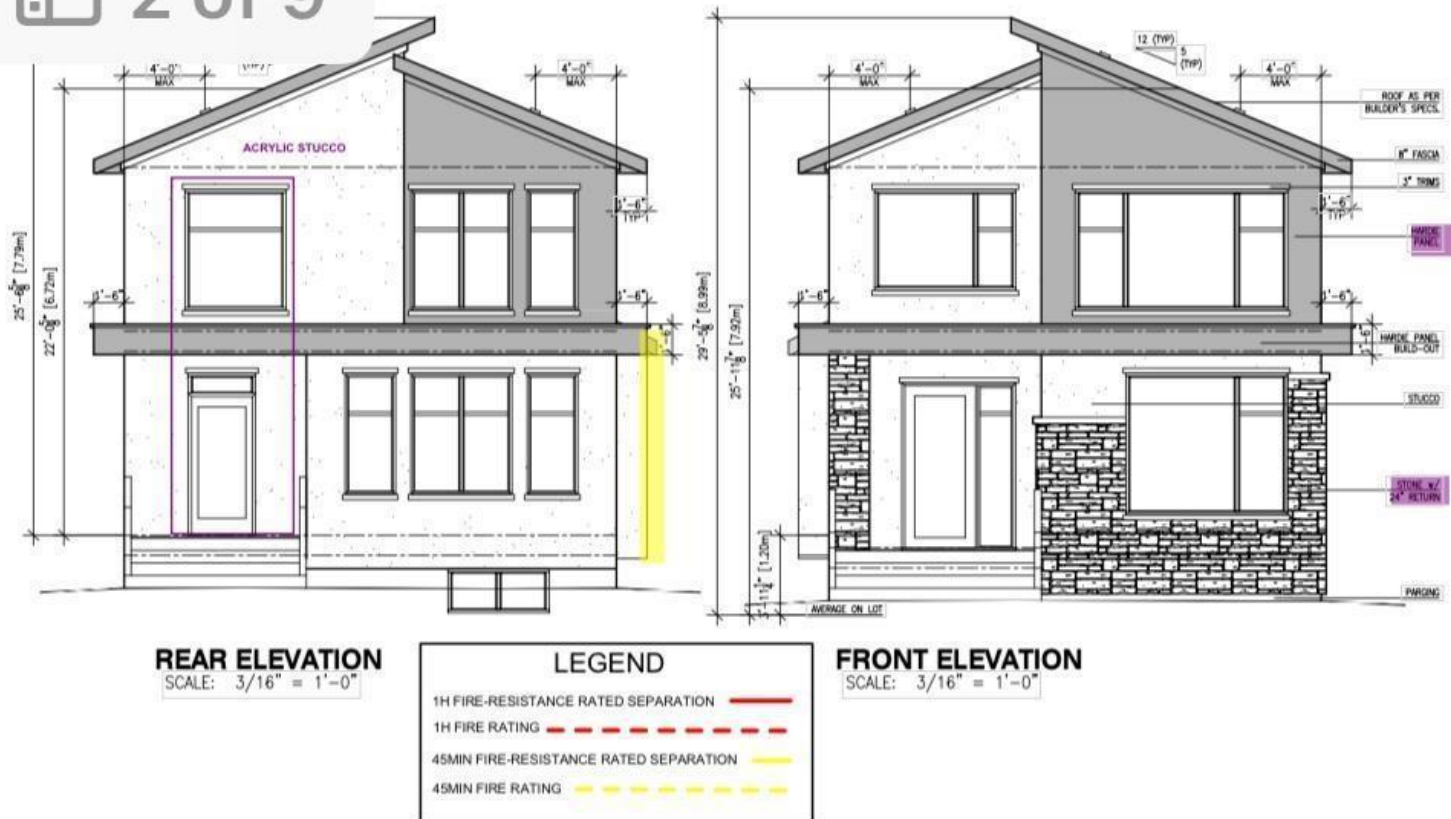 2 of 9
4'-0"
MAX
(TYP)
4'-0"
MAX
ACRYLIC STUCCO
1'-6"
TYP
1'-6"
1'-6"
1'-6"
25'-6 5/8" [7.79m]
22'-0 5/8" [6.72m]
REAR ELEVATION
SCALE: 3/16" = 1'-0"
4'-0"
MAX
12 (TYP)
5
(TYP)
4'-0"
MAX
ROOF AS PER
BUILDER'S SPECS.
8" FASCIA
3" TRIMS
1'-6"
TYP
HARDIE
PANEL
1'-6"
1'-6"
1'-6"
HARDIE PANEL
BUILD-OUT
STUCCO
STONE W/
24" RETURN
PARGING
29'-5 7/8" [8.99m]
25'-11 7/8" [7.92m]
3'-11 1/4" [1.20m]
AVERAGE ON LOT
FRONT ELEVATION
SCALE: 3/16" = 1'-0"
LEGEND
1H FIRE-RESISTANCE RATED SEPARATION
1H FIRE RATING
45MIN FIRE-RESISTANCE RATED SEPARATION
45MIN FIRE RATING